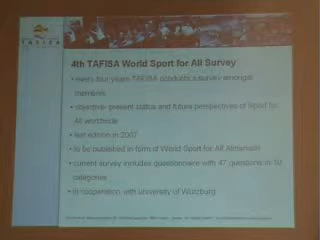 TAFISA
4th TAFISA World Sport for All Survey
• every four years TAFISA conducts a survey amongst
members
• objective: present status and future perspectives of Sport for
All worldwide
• last edition in 2007
• to be published in form of World Sport for All Almanach
• current survey includes questionnaire with 47 questions in 10
categories
• in cooperation with university of Wurzburg